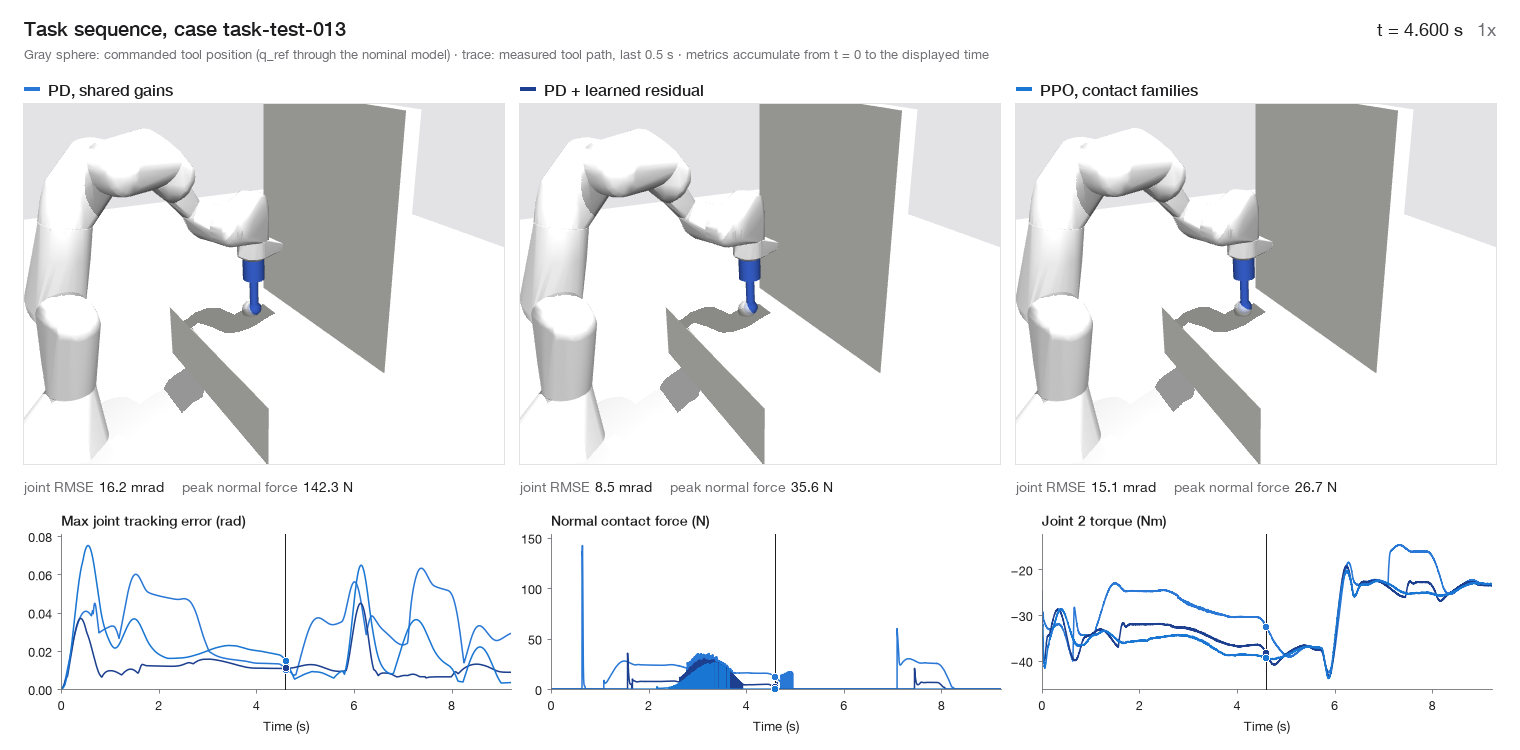 Task sequence, case task-test-013
t = 4.600 s 1x
Gray sphere: commanded tool position (q_ref through the nominal model) · trace: measured tool path, last 0.5 s · metrics accumulate from t = 0 to the displayed time
PD, shared gains
PD + learned residual
PPO, contact families
joint RMSE 16.2 mrad peak normal force 142.3 N
joint RMSE 8.5 mrad peak normal force 35.6 N
joint RMSE 15.1 mrad peak normal force 26.7 N
Max joint tracking error (rad)
0.08
0.06
0.04
0.02
0.00
0 2 4 6 8
Time (s)
Normal contact force (N)
150
100
50
0
0 2 4 6 8
Time (s)
Joint 2 torque (Nm)
−20
−30
−40
0 2 4 6 8
Time (s)